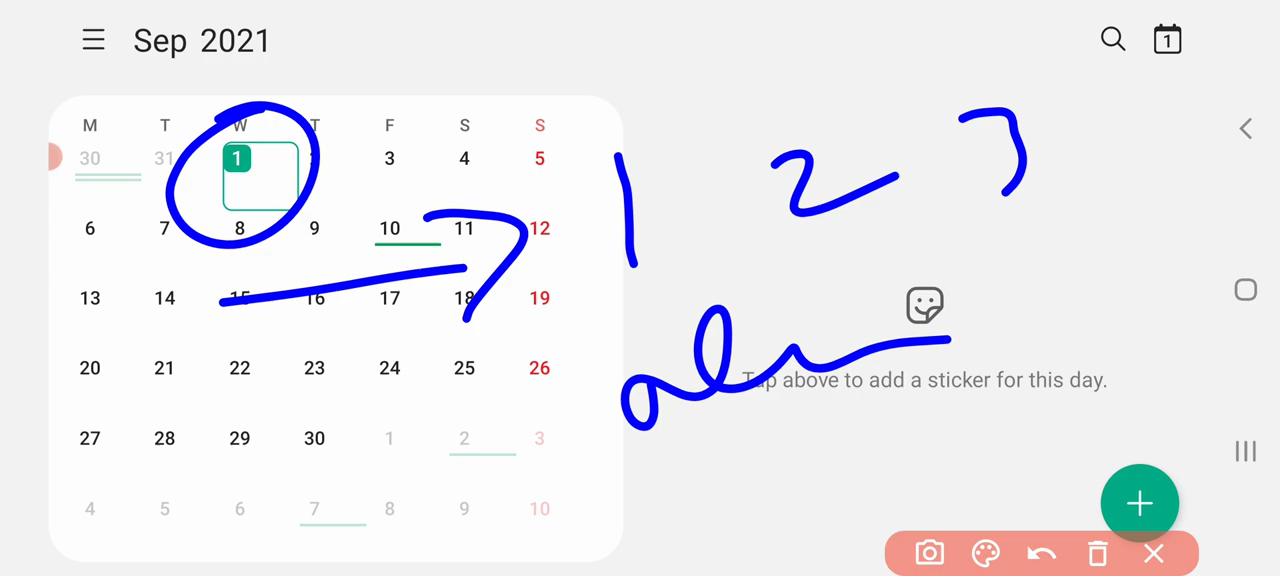 Sep 2021
1
M T W T F S S
30 31 1 3 4 5
6 7 8 9 10 11 12
13 14 15 16 17 18 19
20 21 22 23 24 25 26
27 28 29 30 1 2 3
4 5 6 7 8 9 10
1 2 3
Tap above to add a sticker for this day.